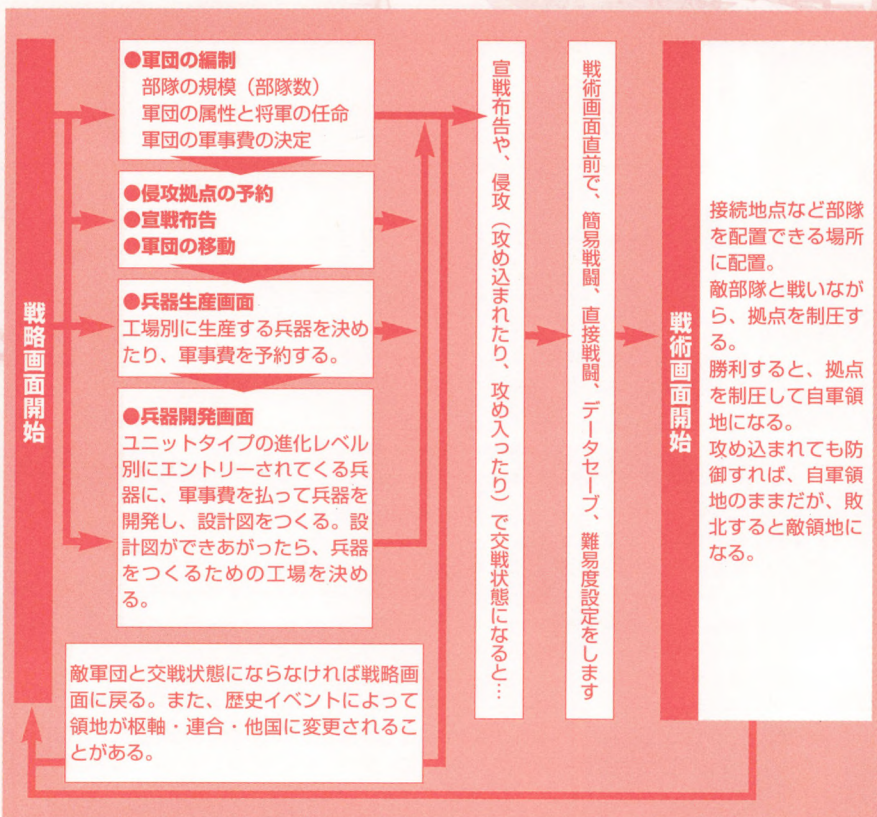 戦略画面開始
●軍団の編制
部隊の規模（部隊数）
軍団の属性と将軍の任命
軍団の軍事費の決定
●侵攻拠点の予約
●宣戦布告
●軍団の移動
●兵器生産画面
工場別に生産する兵器を決め
たり、軍事費を予約する。
●兵器開発画面
ユニットタイプの進化レベル
別にエントリーされてくる兵
器に、軍事費を払って兵器を
開発し、設計図をつくる。設
計図ができあがったら、兵器
をつくるための工場を決め
る。
敵軍団と交戦状態にならなければ戦略画
面に戻る。また、歴史イベントによって
領地が枢軸・連合・他国に変更されるこ
とがある。
宣戦布告や、侵攻（攻め込まれたり、攻め入ったり）で交戦状態になると…
戦術画面直前で、簡易戦闘、直接戦闘、データセーブ、難易度設定をします
戦術画面開始
接続地点など部隊
を配置できる場所
に配置。
敵部隊と戦いなが
ら、拠点を制圧す
る。
勝利すると、拠点
を制圧して自軍領
地になる。
攻め込まれても防
御すれば、自軍領
地のままだが、敗
北すると敵領地に
なる。